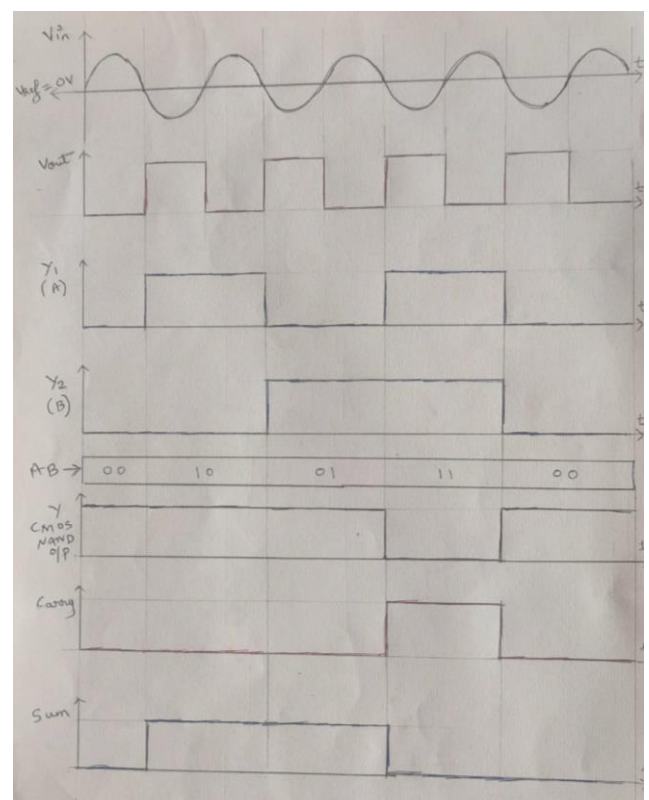 Vin
t
Vref = 0V
Vout
t
Y1
(A)
t
Y2
(B)
t
AB → 00 10 01 11 00
Y
CMOS
NAND
O/P
t
Carry
Sum